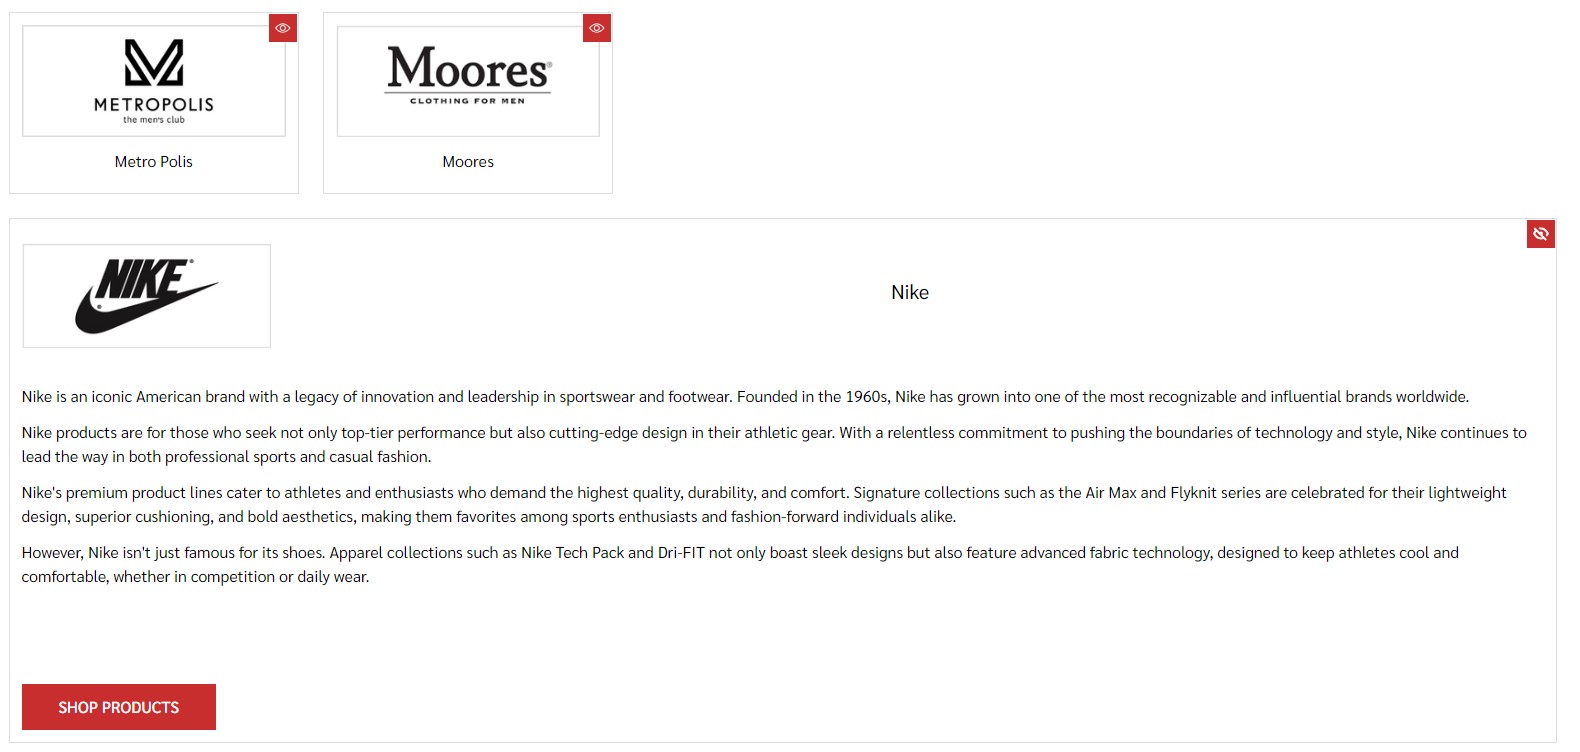 METROPOLIS
the men's club
Metro Polis
Moores®
CLOTHING FOR MEN
Moores
NIKE®
®
Nike
Nike is an iconic American brand with a legacy of innovation and leadership in sportswear and footwear. Founded in the 1960s, Nike has grown into one of the most recognizable and influential brands worldwide.
Nike products are for those who seek not only top-tier performance but also cutting-edge design in their athletic gear. With a relentless commitment to pushing the boundaries of technology and style, Nike continues to
lead the way in both professional sports and casual fashion.
Nike's premium product lines cater to athletes and enthusiasts who demand the highest quality, durability, and comfort. Signature collections such as the Air Max and Flyknit series are celebrated for their lightweight
design, superior cushioning, and bold aesthetics, making them favorites among sports enthusiasts and fashion-forward individuals alike.
However, Nike isn't just famous for its shoes. Apparel collections such as Nike Tech Pack and Dri-FIT not only boast sleek designs but also feature advanced fabric technology, designed to keep athletes cool and
comfortable, whether in competition or daily wear.
SHOP PRODUCTS